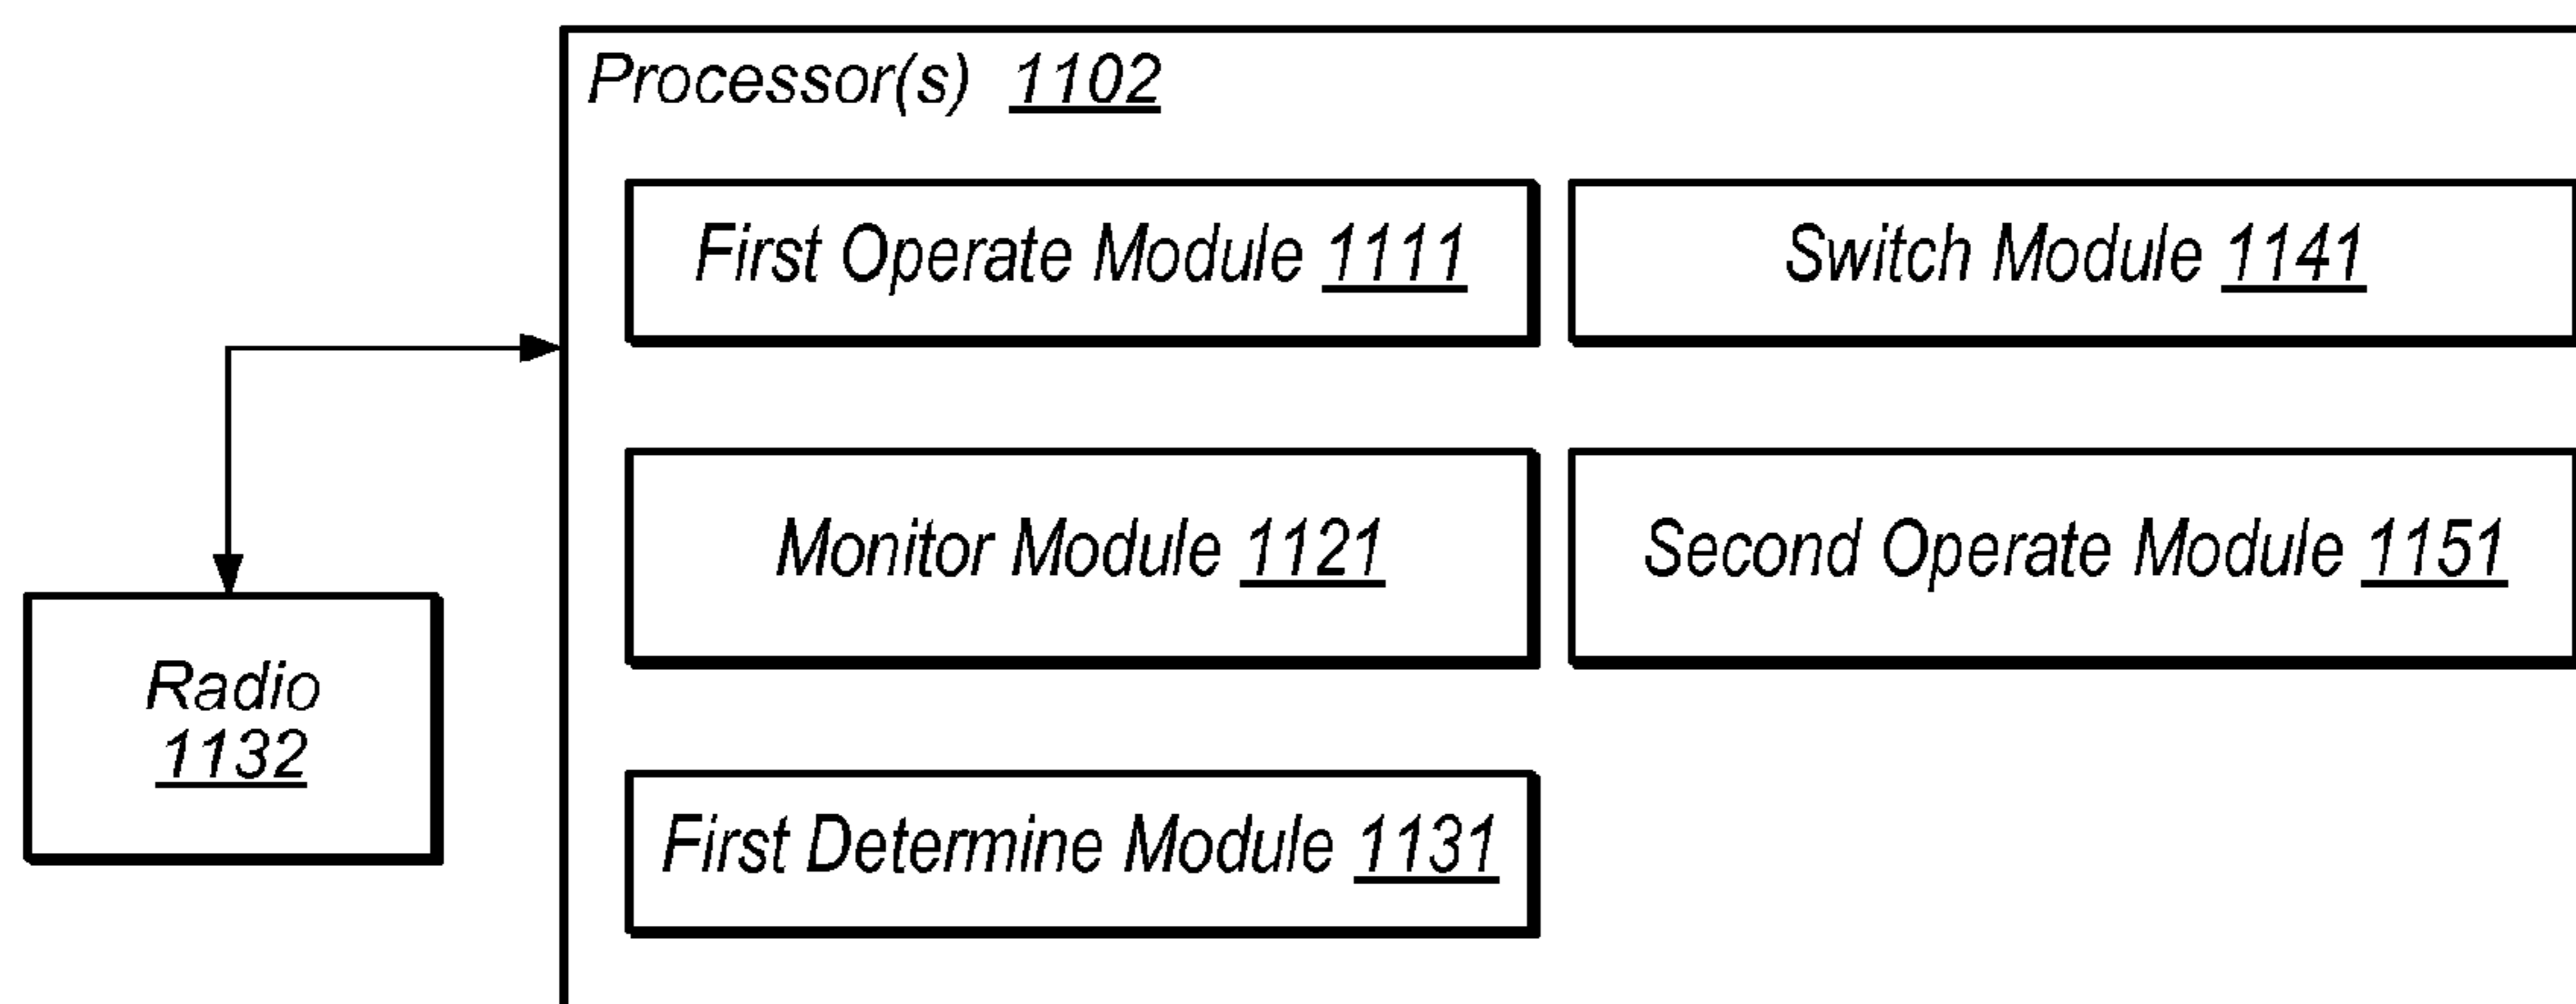 Processor(s) 1102
First Operate Module 1111
Switch Module 1141
Monitor Module 1121
Second Operate Module 1151
Radio
1132
First Determine Module 1131